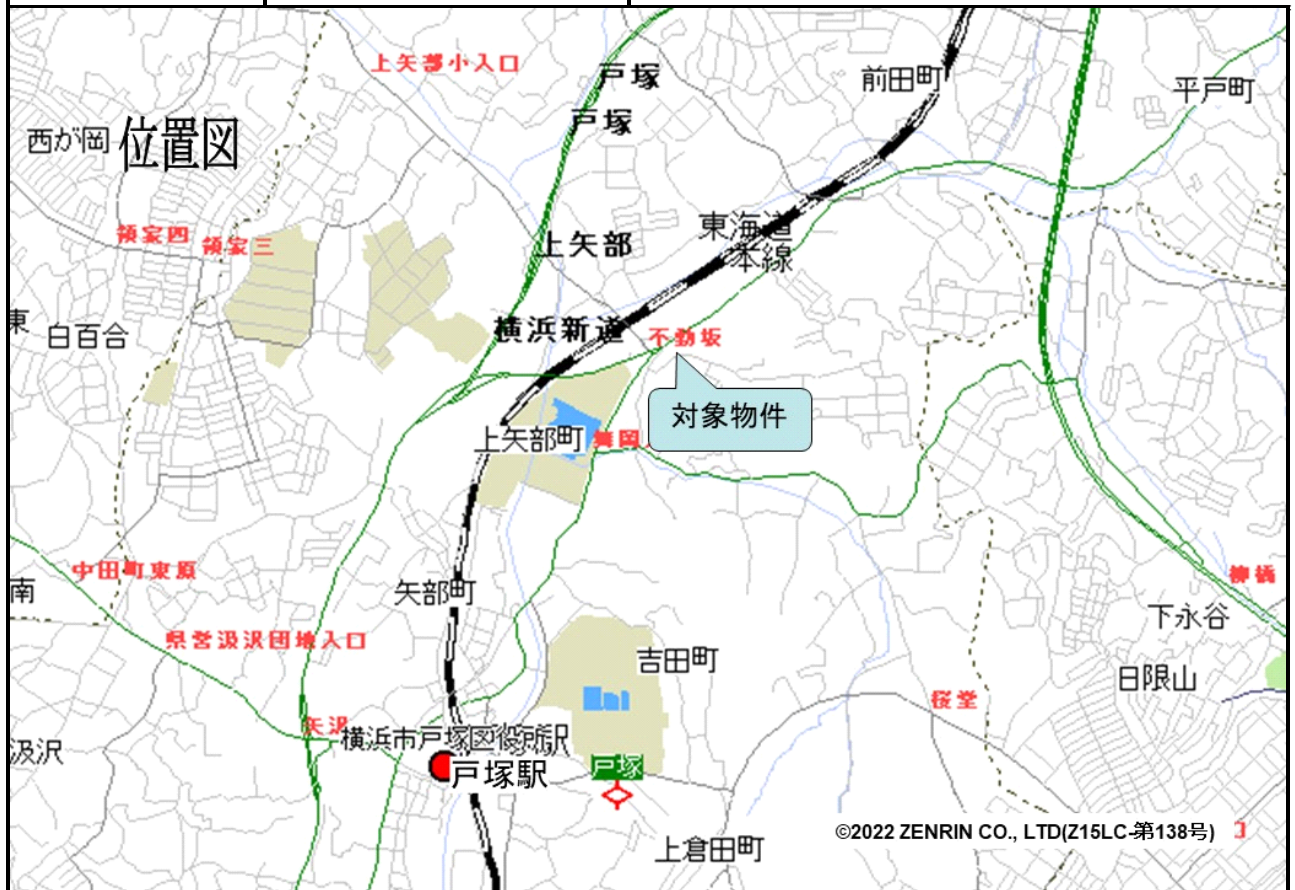 上矢部小入口
戸塚
前田町
平戸町
戸塚
西が岡
位置図
領家四
領家三
上矢部
東海道
本線
東
白百合
横浜新道
不動坂
対象物件
上矢部町
舞岡
中田町東原
南
矢部町
柳橋
下永谷
県営汲沢団地入口
吉田町
日限山
桜堂
矢沢
横浜市戸塚区役所
汲沢
戸塚駅
戸塚
©2022 ZENRIN CO., LTD(Z15LC-第138号)
上倉田町